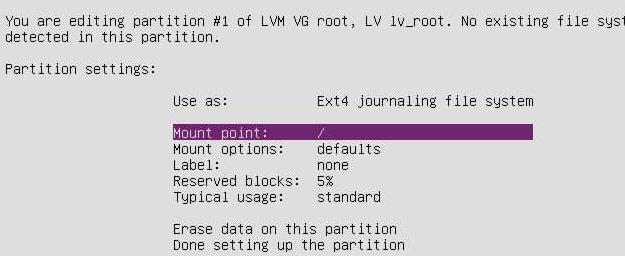 You are editing partition #1 of LVM VG root, LV lv_root. No existing file syst
detected in this partition.
Partition settings:
Use as: Ext4 journaling file system
Mount point: /
Mount options: defaults
Label: none
Reserved blocks: 5%
Typical usage: standard
Erase data on this partition
Done setting up the partition